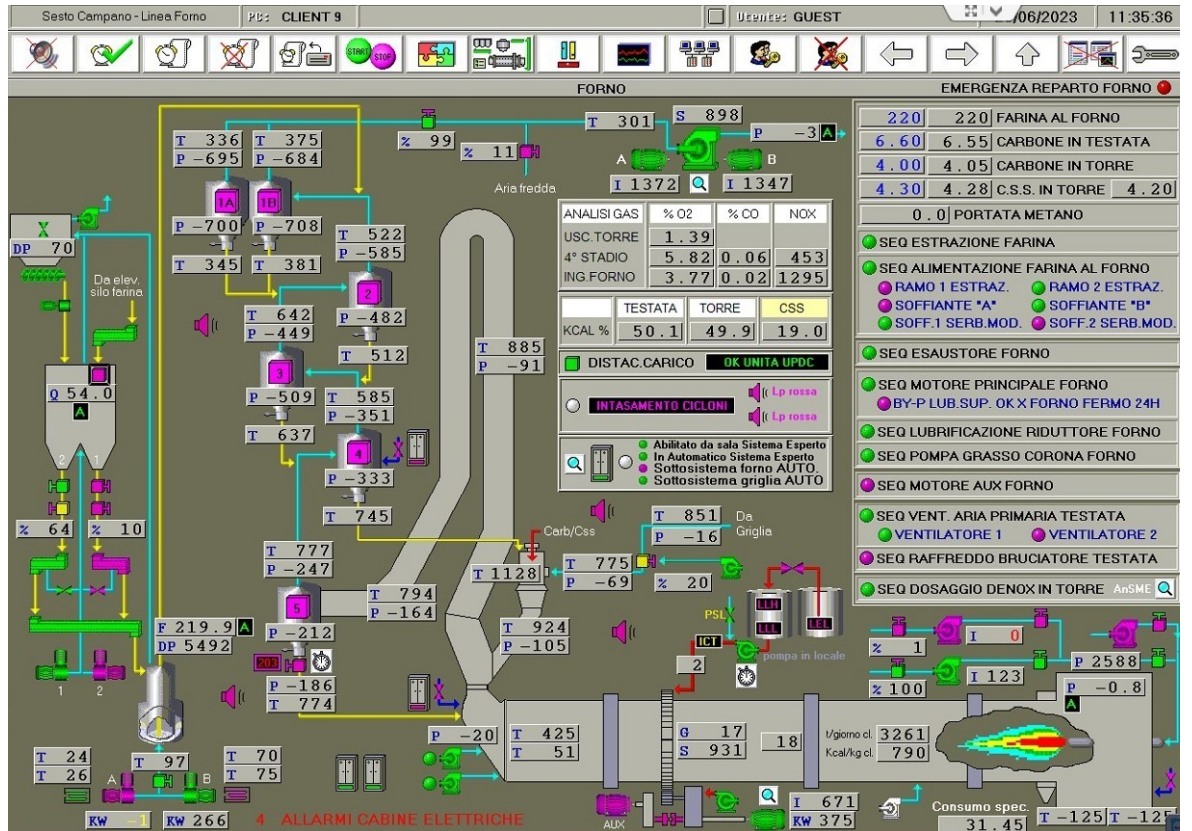 Sesto Campano - Linea Forno PC: CLIENT 9 Utente: GUEST /06/2023 11:35:36
START STOP
FORNO EMERGENZA REPARTO FORNO
220 220 FARINA AL FORNO
6.60 6.55 CARBONE IN TESTATA
4.00 4.05 CARBONE IN TORRE
4.30 4.28 C.S.S. IN TORRE 4.20
0.0 PORTATA METANO
SEQ ESTRAZIONE FARINA
SEQ ALIMENTAZIONE FARINA AL FORNO
RAMO 1 ESTRAZ. RAMO 2 ESTRAZ.
SOFFIANTE "A" SOFFIANTE "B"
SOFF.1 SERB.MOD. SOFF.2 SERB.MOD.
SEQ ESAUSTORE FORNO
SEQ MOTORE PRINCIPALE FORNO
BY-P LUB.SUP. OK X FORNO FERMO 24H
SEQ LUBRIFICAZIONE RIDUTTORE FORNO
SEQ POMPA GRASSO CORONA FORNO
SEQ MOTORE AUX FORNO
SEQ VENT. ARIA PRIMARIA TESTATA
VENTILATORE 1 VENTILATORE 2
SEQ RAFFREDDO BRUCIATORE TESTATA
SEQ DOSAGGIO DENOX IN TORRE AnSME
T 336 T 375
P -695 P -684
% 99
% 11
Aria fredda
T 301
S 898
P -3 A
A B
I 1372 I 1347
1A 1B
P -700 P -708
T 345 T 381
T 522
P -585
2
P -482
T 512
T 642
P -449
3
P -509
T 637
T 585
P -351
4
P -333
T 745
T 777
P -247
5
P -212
203
P -186
T 774
T 885
P -91
T 794
P -164
ANALISI GAS % O2 % CO NOX
USC.TORRE 1.39
4° STADIO 5.82 0.06 453
ING.FORNO 3.77 0.02 1295
TESTATA TORRE CSS
KCAL % 50.1 49.9 19.0
DISTAC.CARICO OK UNITA UPDC
INTASAMENTO CICLONI
Lp rossa
Lp rossa
Abilitato da sala Sistema Esperto
In Automatico Sistema Esperto
Sottosistema forno AUTO.
Sottosistema griglia AUTO
X
DP 70
Da elev.
silo farina
Q 54.0
A
2 1
% 64 % 10
F 219.9 A
DP 5492
1 2
T 24
T 26
T 97
T 70
T 75
A B
KW -1 KW 266
4 ALLARMI CABINE ELETTRICHE
Carb/Css
T 1128
T 851
P -16
Da
Griglia
T 775
P -69
% 20
T 924
P -105
PSL
LLH
LLL
LEL
ICT
2
pompa in locale
% 1
I 0
% 100
I 123
P 2588
P -0.8
A
P -20
T 425
T 51
G 17
S 931
18
t/giorno cl. 3261
Kcal/kg cl. 790
AUX
I 671
KW 375
Consumo spec.
31.45
T -125 T -125